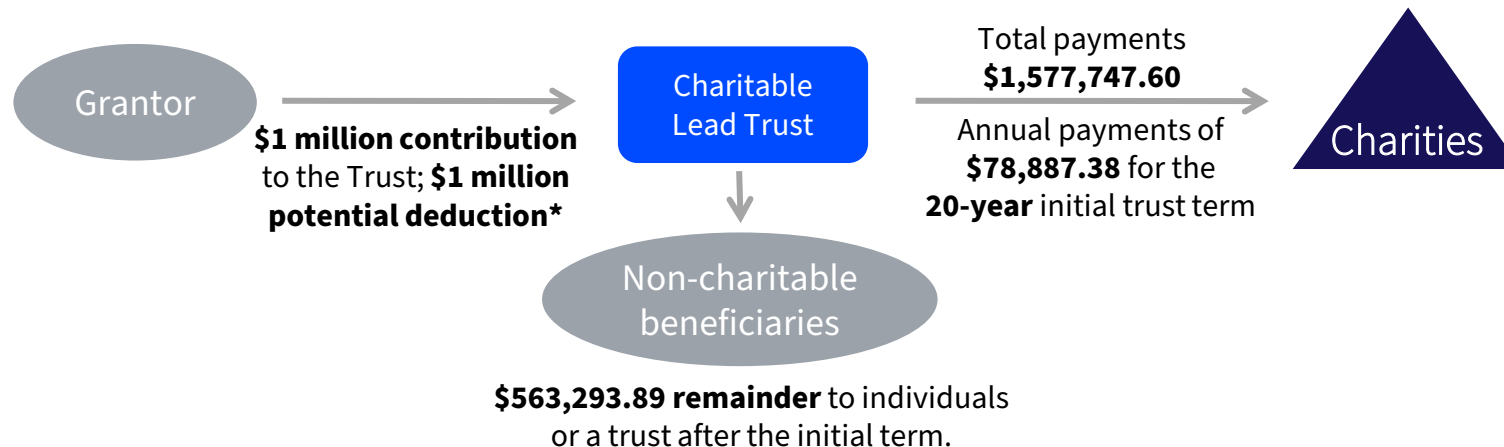 Grantor
$1 million contribution
to the Trust; $1 million
potential deduction*
Charitable
Lead Trust
Total payments
$1,577,747.60
Annual payments of
$78,887.38 for the
20-year initial trust term
Charities
Non-charitable
beneficiaries
$563,293.89 remainder to individuals
or a trust after the initial term.